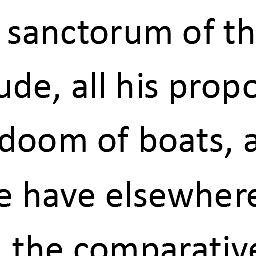 sanctorum of th
ude, all his propo
doom of boats, a
e have elsewhere
the comparative